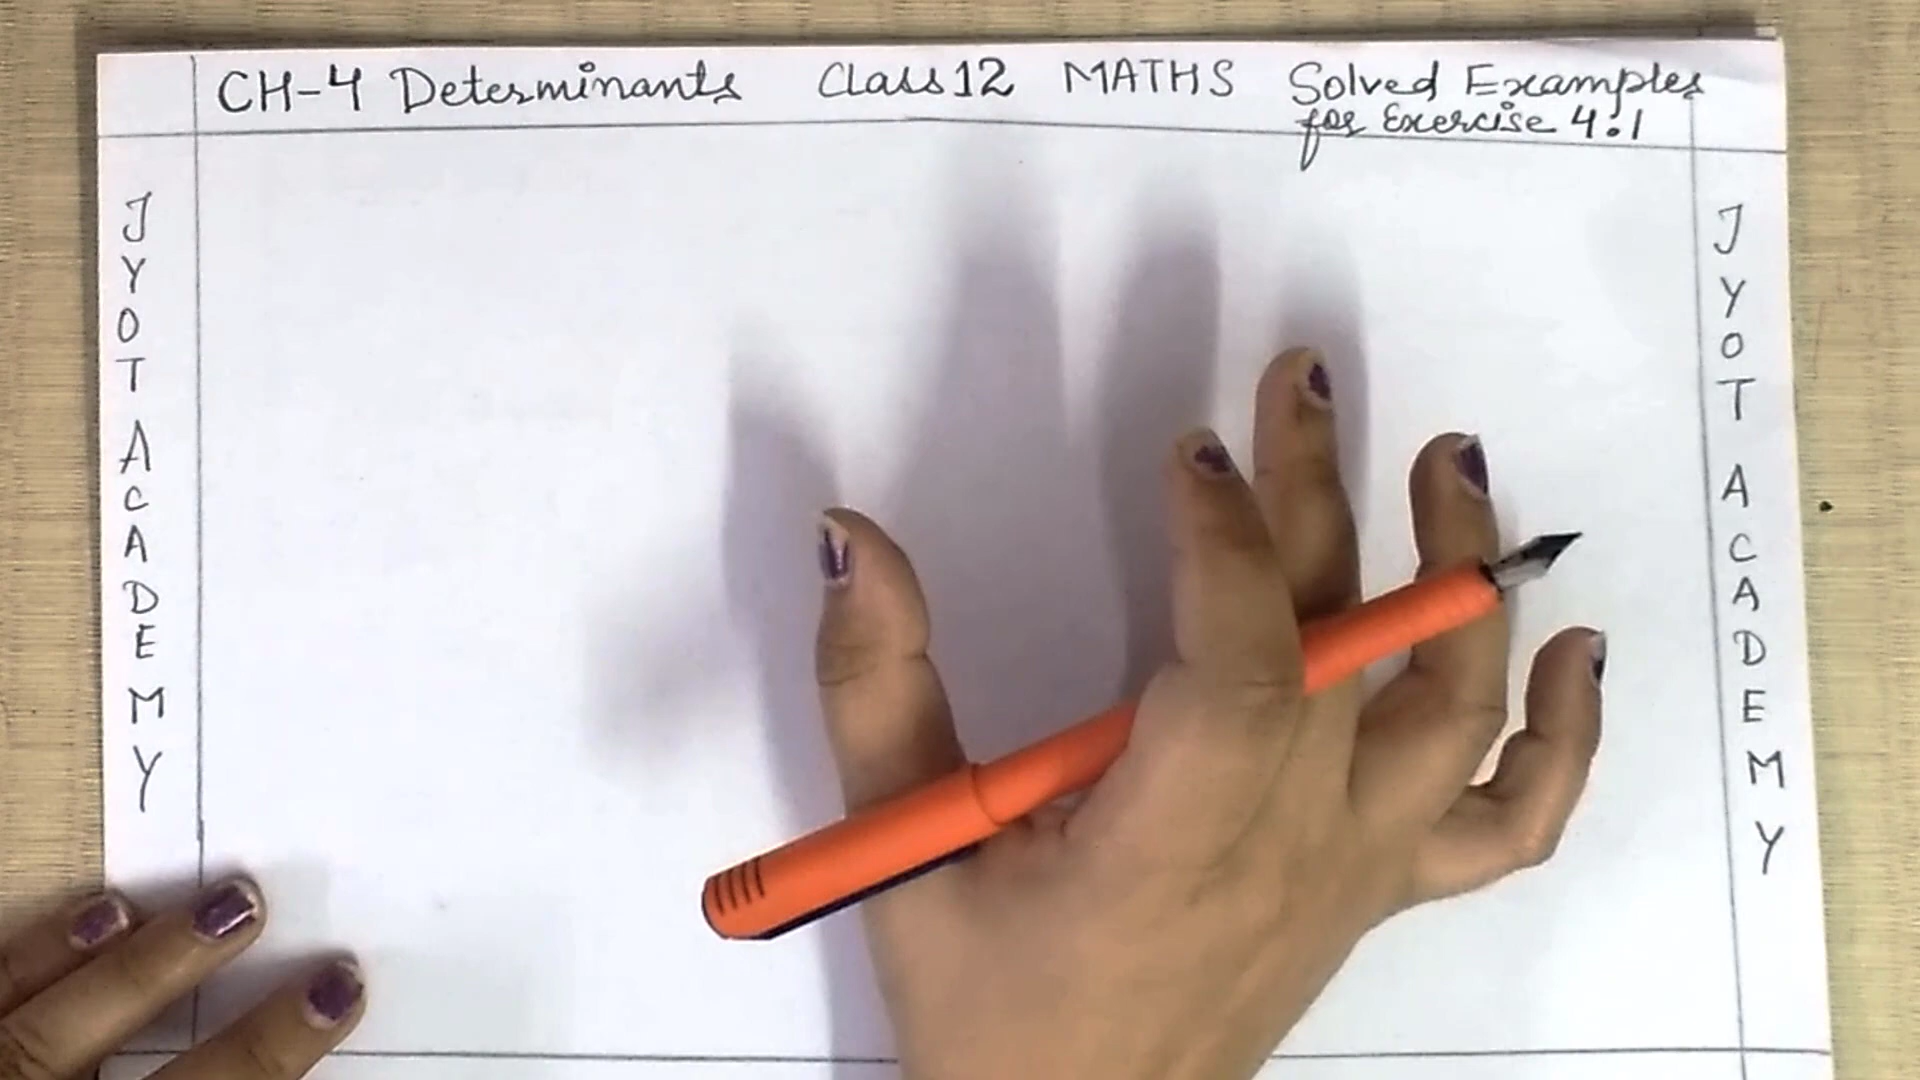 CH-4 Determinants Class 12 MATHS Solved Examples
for Exercise 4.1
JYOT ACADEMY
JYOT ACADEMY